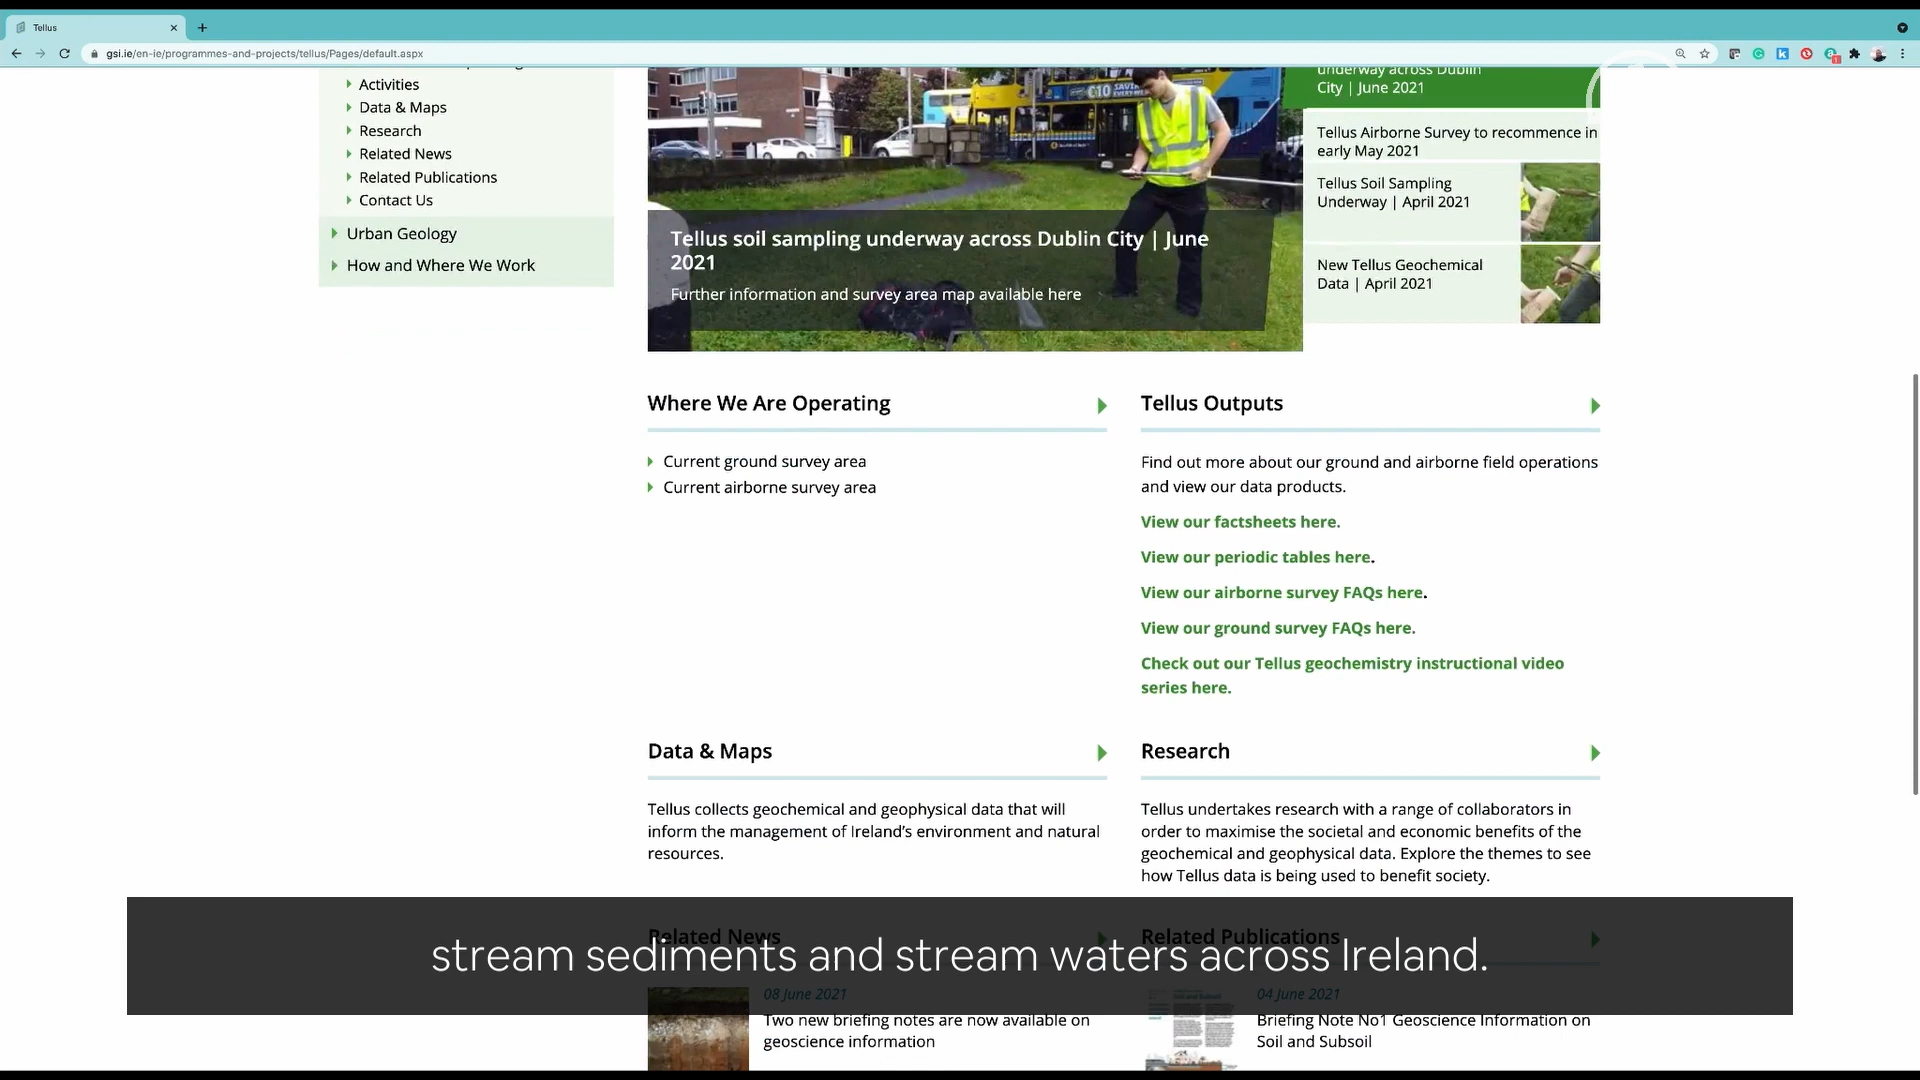 Tellus
gsi.ie/en-ie/programmes-and-projects/tellus/Pages/default.aspx
Activities
Data & Maps
Research
Related News
Related Publications
Contact Us
Urban Geology
How and Where We Work
Tellus soil sampling underway across Dublin City | June
2021
Further information and survey area map available here
underway across Dublin
City | June 2021
Tellus Airborne Survey to recommence in
early May 2021
Tellus Soil Sampling
Underway | April 2021
New Tellus Geochemical
Data | April 2021
Where We Are Operating
Current ground survey area
Current airborne survey area
Tellus Outputs
Find out more about our ground and airborne field operations
and view our data products.
View our factsheets here.
View our periodic tables here.
View our airborne survey FAQs here.
View our ground survey FAQs here.
Check out our Tellus geochemistry instructional video
series here.
Data & Maps
Tellus collects geochemical and geophysical data that will
inform the management of Ireland's environment and natural
resources.
Research
Tellus undertakes research with a range of collaborators in
order to maximise the societal and economic benefits of the
geochemical and geophysical data. Explore the themes to see
how Tellus data is being used to benefit society.
Related News
Related Publications
stream sediments and stream waters across Ireland.
08 June 2021
Two new briefing notes are now available on
geoscience information
04 June 2021
Briefing Note No1 Geoscience Information on
Soil and Subsoil